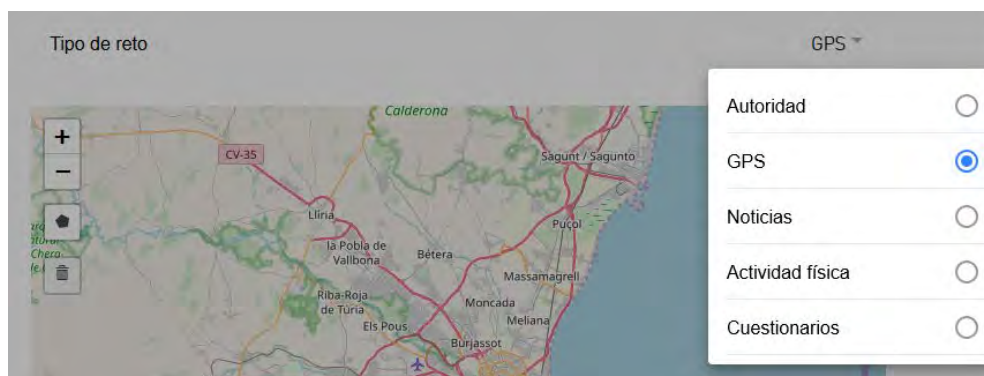 Tipo de reto
GPS
Autoridad
GPS
Noticias
Actividad física
Cuestionarios
+
−
Calderona
CV-35
Sagunt / Sagunto
Llíria
Puçol
la Pobla de
Vallbona
Bétera
Massamagrell
Riba-Roja
de Túria
Moncada
Els Pous
Meliana
Burjassot